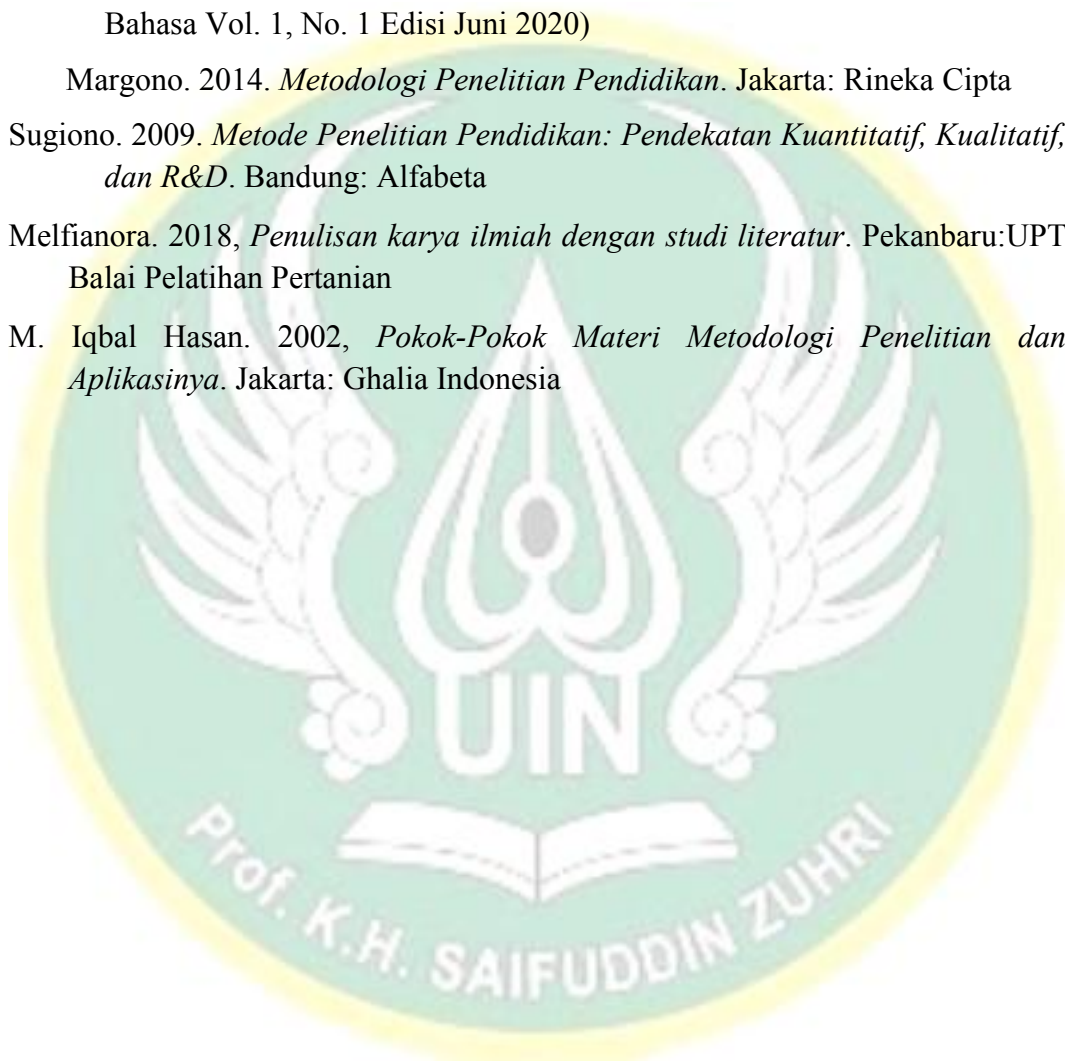 Bahasa Vol. 1, No. 1 Edisi Juni 2020)
Margono. 2014. Metodologi Penelitian Pendidikan. Jakarta: Rineka Cipta
Sugiono. 2009. Metode Penelitian Pendidikan: Pendekatan Kuantitatif, Kualitatif,
dan R&D. Bandung: Alfabeta
Melfianora. 2018, Penulisan karya ilmiah dengan studi literatur. Pekanbaru:UPT
Balai Pelatihan Pertanian
M. Iqbal Hasan. 2002, Pokok-Pokok Materi Metodologi Penelitian dan
Aplikasinya. Jakarta: Ghalia Indonesia
UIN
Prof. K.H. SAIFUDDIN ZUHRI